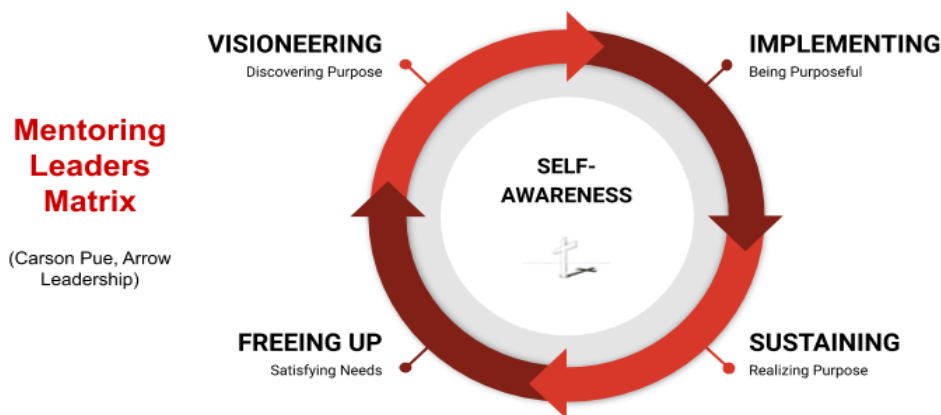 Mentoring
Leaders
Matrix
(Carson Pue, Arrow
Leadership)
VISIONEERING
Discovering Purpose
IMPLEMENTING
Being Purposeful
SELF-
AWARENESS
FREEING UP
Satisfying Needs
SUSTAINING
Realizing Purpose